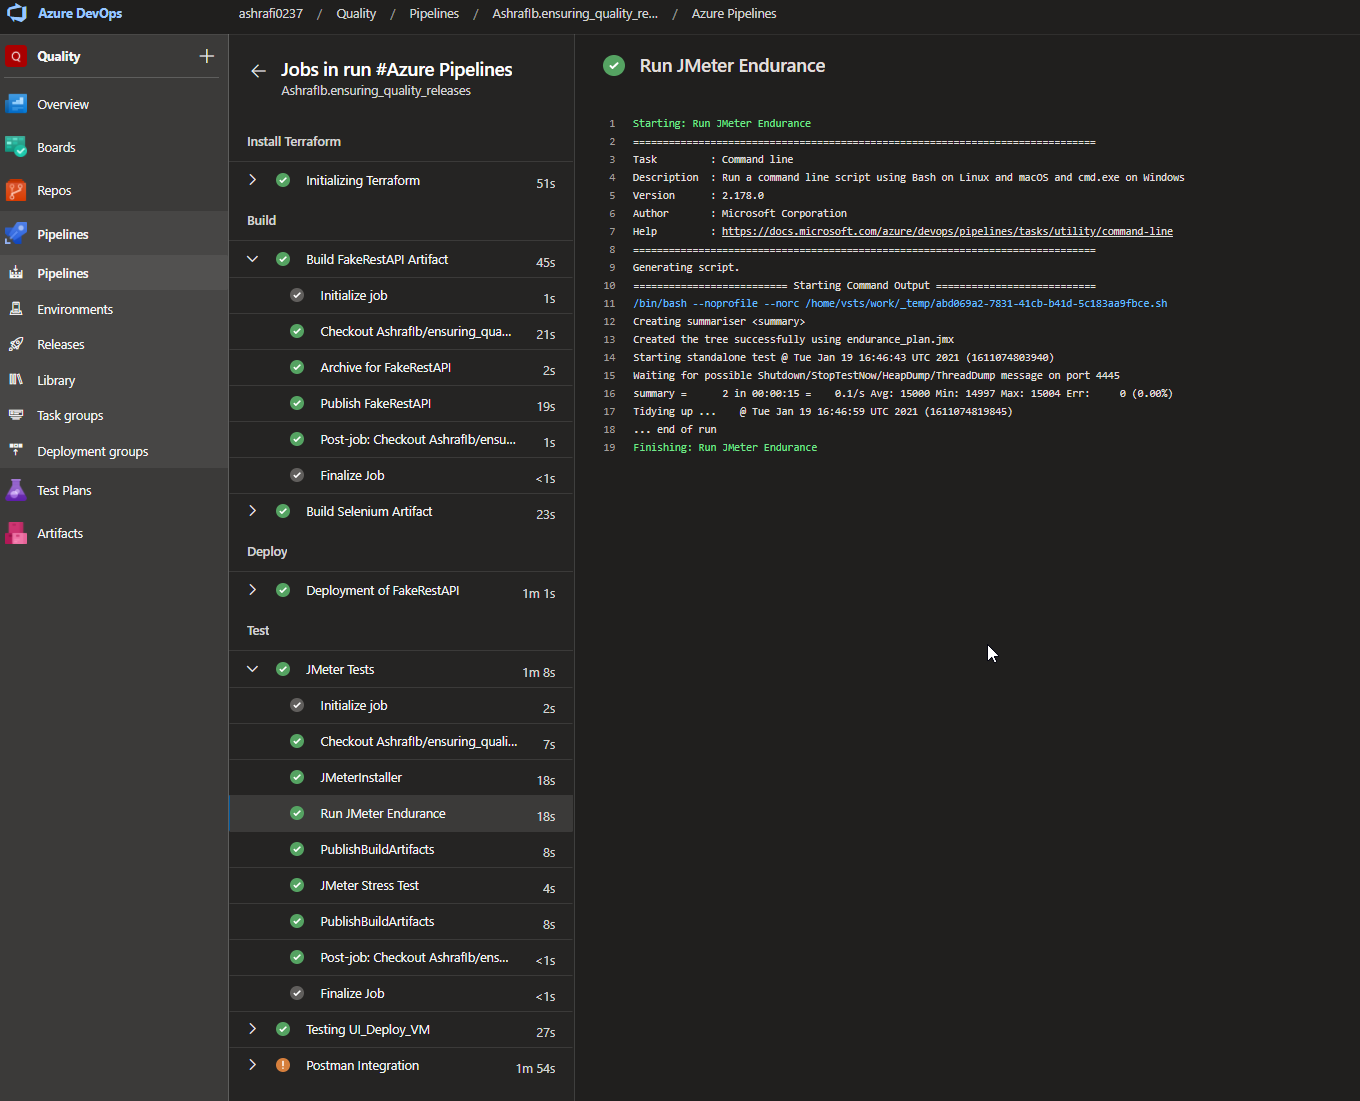 Azure DevOps
ashrafi0237 / Quality / Pipelines / AshrafIb.ensuring_quality_re... / Azure Pipelines
Q Quality
Overview
Boards
Repos
Pipelines
Pipelines
Environments
Releases
Library
Task groups
Deployment groups
Test Plans
Artifacts
Jobs in run #Azure Pipelines
AshrafIb.ensuring_quality_releases
Install Terraform
Initializing Terraform 51s
Build
Build FakeRestAPI Artifact 45s
Initialize job 1s
Checkout AshrafIb/ensuring_qua... 21s
Archive for FakeRestAPI 2s
Publish FakeRestAPI 19s
Post-job: Checkout AshrafIb/ensu... 1s
Finalize Job <1s
Build Selenium Artifact 23s
Deploy
Deployment of FakeRestAPI 1m 1s
Test
JMeter Tests 1m 8s
Initialize job 2s
Checkout AshrafIb/ensuring_quali... 7s
JMeterInstaller 18s
Run JMeter Endurance 18s
PublishBuildArtifacts 8s
JMeter Stress Test 4s
PublishBuildArtifacts 8s
Post-job: Checkout AshrafIb/ens... <1s
Finalize Job <1s
Testing UI_Deploy_VM 27s
Postman Integration 1m 54s
Run JMeter Endurance
1 Starting: Run JMeter Endurance
2 ==============================================================================
3 Task         : Command line
4 Description  : Run a command line script using Bash on Linux and macOS and cmd.exe on Windows
5 Version      : 2.178.0
6 Author       : Microsoft Corporation
7 Help         : https://docs.microsoft.com/azure/devops/pipelines/tasks/utility/command-line
8 ==============================================================================
9 Generating script.
10 ========================== Starting Command Output ===========================
11 /bin/bash --noprofile --norc /home/vsts/work/_temp/abd069a2-7831-41cb-b41d-5c183aa9fbce.sh
12 Creating summariser <summary>
13 Created the tree successfully using endurance_plan.jmx
14 Starting standalone test @ Tue Jan 19 16:46:43 UTC 2021 (1611074803940)
15 Waiting for possible Shutdown/StopTestNow/HeapDump/ThreadDump message on port 4445
16 summary =      2 in 00:00:15 =    0.1/s Avg: 15000 Min: 14997 Max: 15004 Err:     0 (0.00%)
17 Tidying up ...    @ Tue Jan 19 16:46:59 UTC 2021 (1611074819845)
18 ... end of run
19 Finishing: Run JMeter Endurance